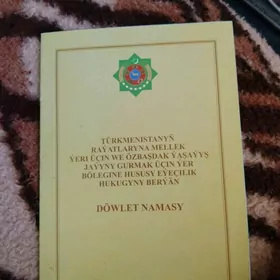 TÜRKMENISTANYŇ
RAÝATLARYNA MELLEK
ÝERI ÜÇIN WE ÖZBAŞDAK ÝAŞAÝYŞ
JAÝYNY GURMAK ÜÇIN ÝER
BÖLEGINE HUSUSY EÝEÇILIK
HUKUGYNY BERÝÄN
DÖWLET NAMASY